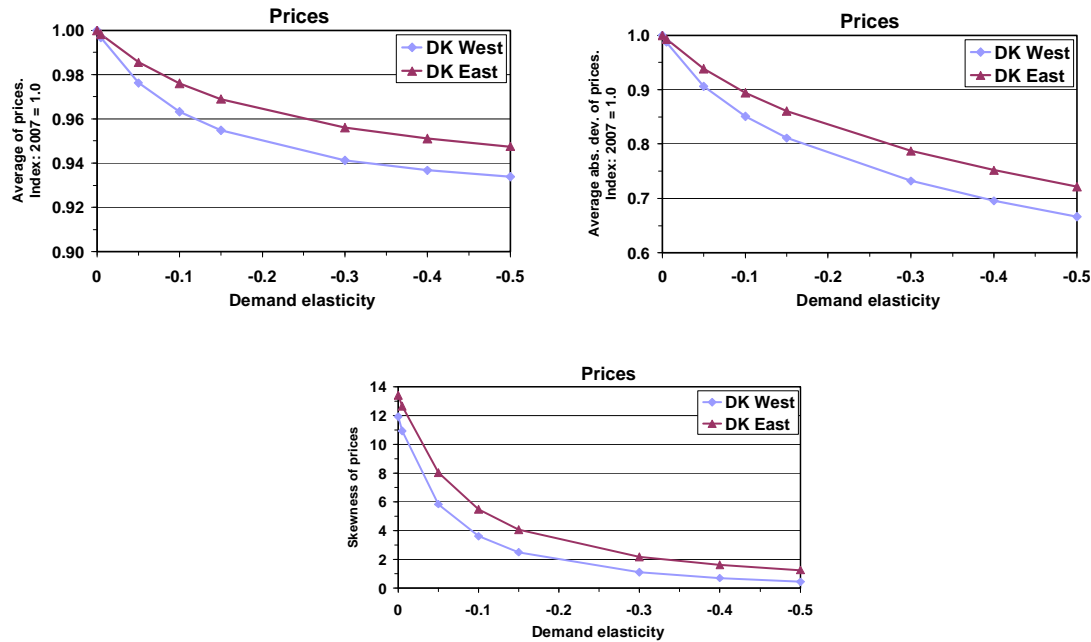 Prices
1.00
0.98
0.96
0.94
0.92
0.90
Average of prices.
Index: 2007 = 1.0
DK West
DK East
0
-0.1
-0.2
-0.3
-0.4
-0.5
Demand elasticity
Prices
1.0
0.9
0.8
0.7
0.6
Average abs. dev. of prices.
Index: 2007 = 1.0
DK West
DK East
0
-0.1
-0.2
-0.3
-0.4
-0.5
Demand elasticity
Prices
14
12
10
8
6
4
2
0
Skewness of prices
DK West
DK East
0
-0.1
-0.2
-0.3
-0.4
-0.5
Demand elasticity